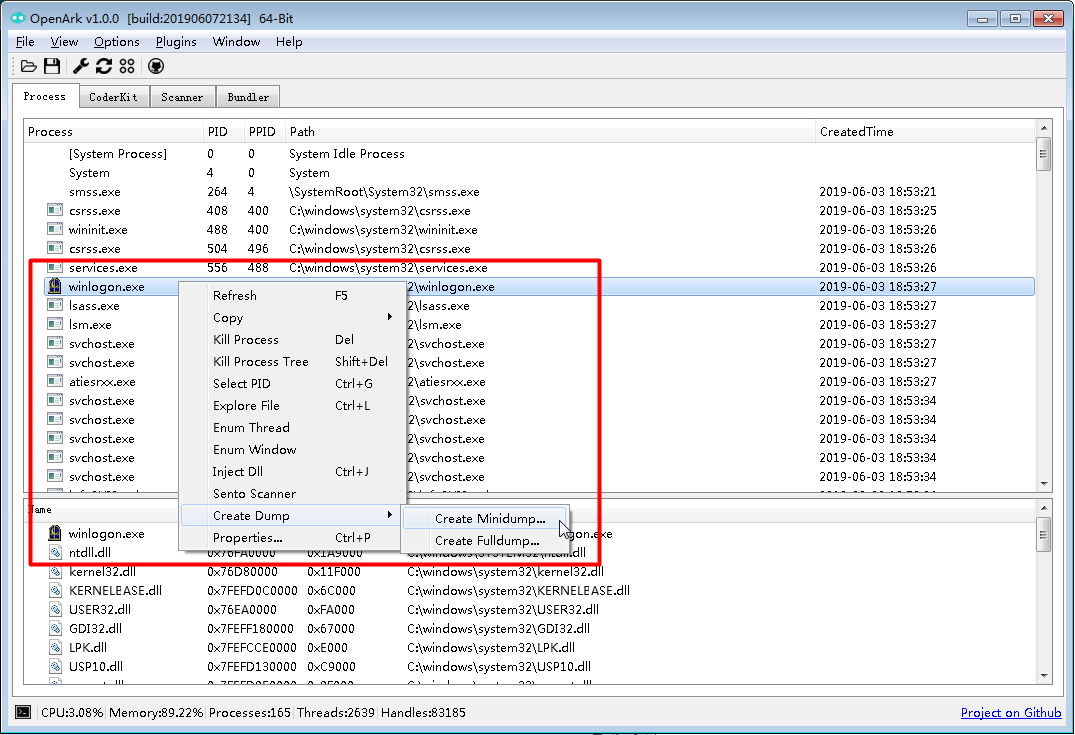 OpenArk v1.0.0 [build:201906072134] 64-Bit
File View Options Plugins Window Help
Process CoderKit Scanner Bundler
Process PID PPID Path CreatedTime
[System Process] 0 0 System Idle Process
System 4 0 System
smss.exe 264 4 \SystemRoot\System32\smss.exe 2019-06-03 18:53:21
csrss.exe 408 400 C:\windows\system32\csrss.exe 2019-06-03 18:53:25
wininit.exe 488 400 C:\windows\system32\wininit.exe 2019-06-03 18:53:26
csrss.exe 504 496 C:\windows\system32\csrss.exe 2019-06-03 18:53:26
services.exe 556 488 C:\windows\system32\services.exe 2019-06-03 18:53:27
winlogon.exe 2\winlogon.exe 2019-06-03 18:53:27
lsass.exe 2\lsass.exe 2019-06-03 18:53:27
lsm.exe 2\lsm.exe 2019-06-03 18:53:27
svchost.exe 2\svchost.exe 2019-06-03 18:53:27
svchost.exe 2\svchost.exe 2019-06-03 18:53:27
atiesrxx.exe 2\atiesrxx.exe 2019-06-03 18:53:27
svchost.exe 2\svchost.exe 2019-06-03 18:53:34
svchost.exe 2\svchost.exe 2019-06-03 18:53:34
svchost.exe 2\svchost.exe 2019-06-03 18:53:34
svchost.exe 2\svchost.exe 2019-06-03 18:53:34
svchost.exe 2\svchost.exe 2019-06-03 18:53:34
Refresh F5
Copy
Kill Process Del
Kill Process Tree Shift+Del
Select PID Ctrl+G
Explore File Ctrl+L
Enum Thread
Enum Window
Inject Dll Ctrl+J
Sento Scanner
Create Dump
Properties... Ctrl+P
Create Minidump...
Create Fulldump...
winlogon.exe
ntdll.dll 0x76FA0000 0x1A9000 C:\windows\SYSTEM32\ntdll.dll
kernel32.dll 0x76D80000 0x11F000 C:\windows\system32\kernel32.dll
KERNELBASE.dll 0x7FEFD0C0000 0x6C000 C:\windows\system32\KERNELBASE.dll
USER32.dll 0x76EA0000 0xFA000 C:\windows\system32\USER32.dll
GDI32.dll 0x7FEFF180000 0x67000 C:\windows\system32\GDI32.dll
LPK.dll 0x7FEFCCE0000 0xE000 C:\windows\system32\LPK.dll
USP10.dll 0x7FEFD130000 0xC9000 C:\windows\system32\USP10.dll
CPU:3.08% Memory:89.22% Processes:165 Threads:2639 Handles:83185 Project on Github